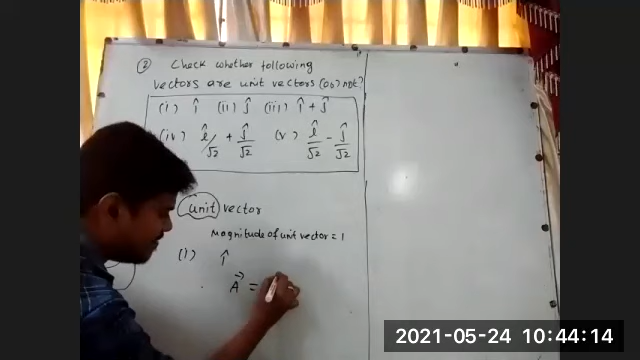 ② Check whether following
vectors are unit vectors (or) not?
(i) î (ii) ĵ (iii) î + ĵ
(iv) î/√2 + ĵ/√2 (v) î/√2 - ĵ/√2
unit vector
Magnitude of unit vector = 1
(i) î
A⃗ =
2021-05-24 10:44:14